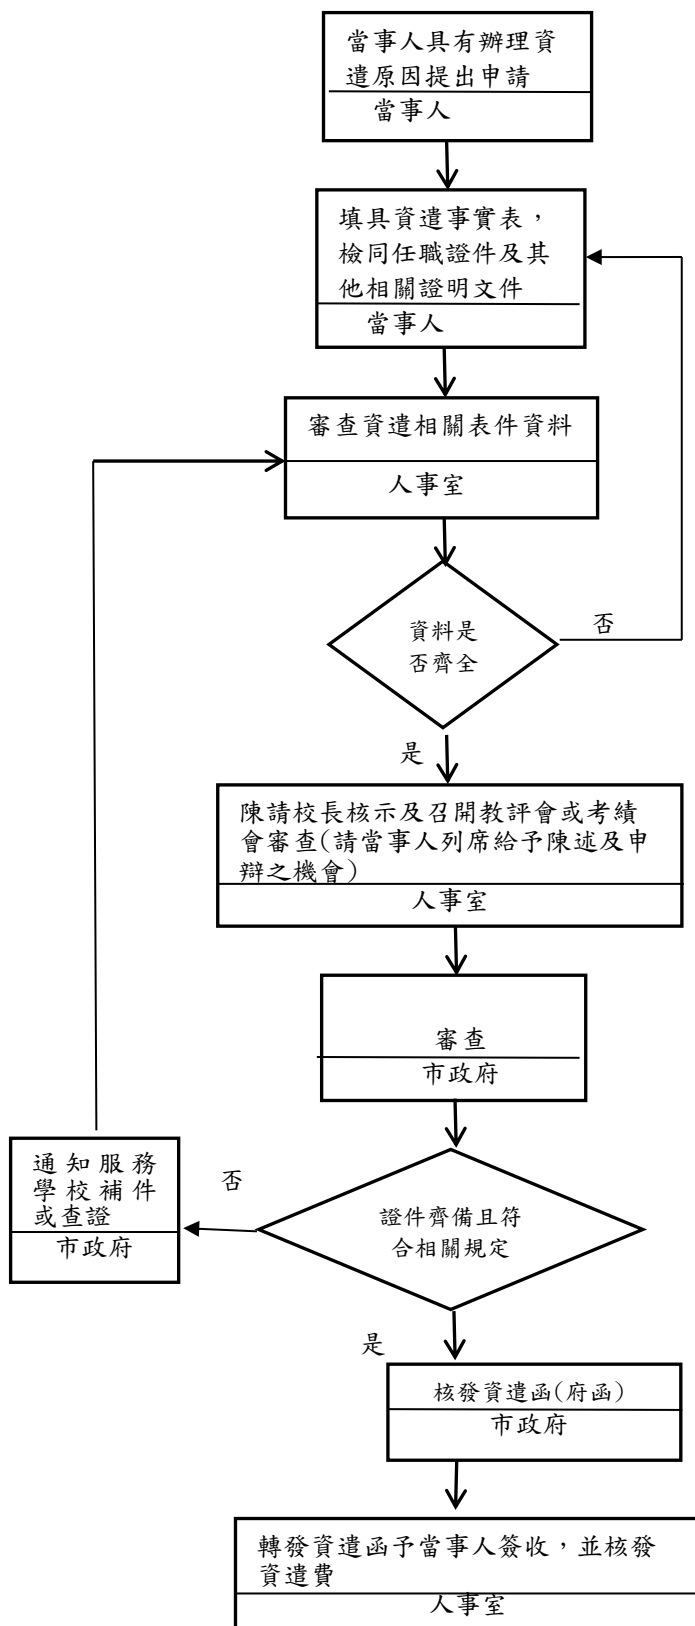 當事人具有辦理資
遣原因提出申請
當事人
填具資遣事實表，
檢同任職證件及其
他相關證明文件
當事人
審查資遣相關表件資料
人事室
資料是
否齊全
否
是
陳請校長核示及召開教評會或考績
會審查(請當事人列席給予陳述及申
辯之機會)
人事室
審查
市政府
通知服務
學校補件
或查證
市政府
否
證件齊備且符
合相關規定
是
核發資遣函(府函)
市政府
轉發資遣函予當事人簽收，並核發
資遣費
人事室